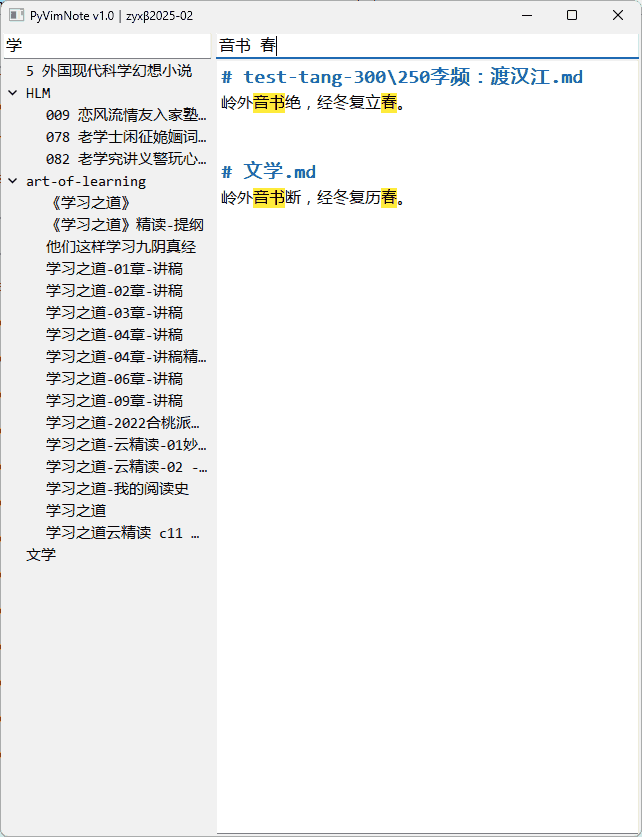 PyVimNote v1.0 | zyxβ2025-02
学
音书 春
5 外国现代科学幻想小说
HLM
009 恋风流情友入家塾…
078 老学士闲征姽婳词…
082 老学究讲义警玩心…
art-of-learning
《学习之道》
《学习之道》精读-提纲
他们这样学习九阴真经
学习之道-01章-讲稿
学习之道-02章-讲稿
学习之道-03章-讲稿
学习之道-04章-讲稿
学习之道-04章-讲稿精…
学习之道-06章-讲稿
学习之道-09章-讲稿
学习之道-2022合桃派…
学习之道-云精读-01妙…
学习之道-云精读-02 -…
学习之道-我的阅读史
学习之道
学习之道云精读 c11 …
文学
# test-tang-300\250李频：渡汉江.md
岭外音书绝，经冬复立春。
# 文学.md
岭外音书断，经冬复历春。